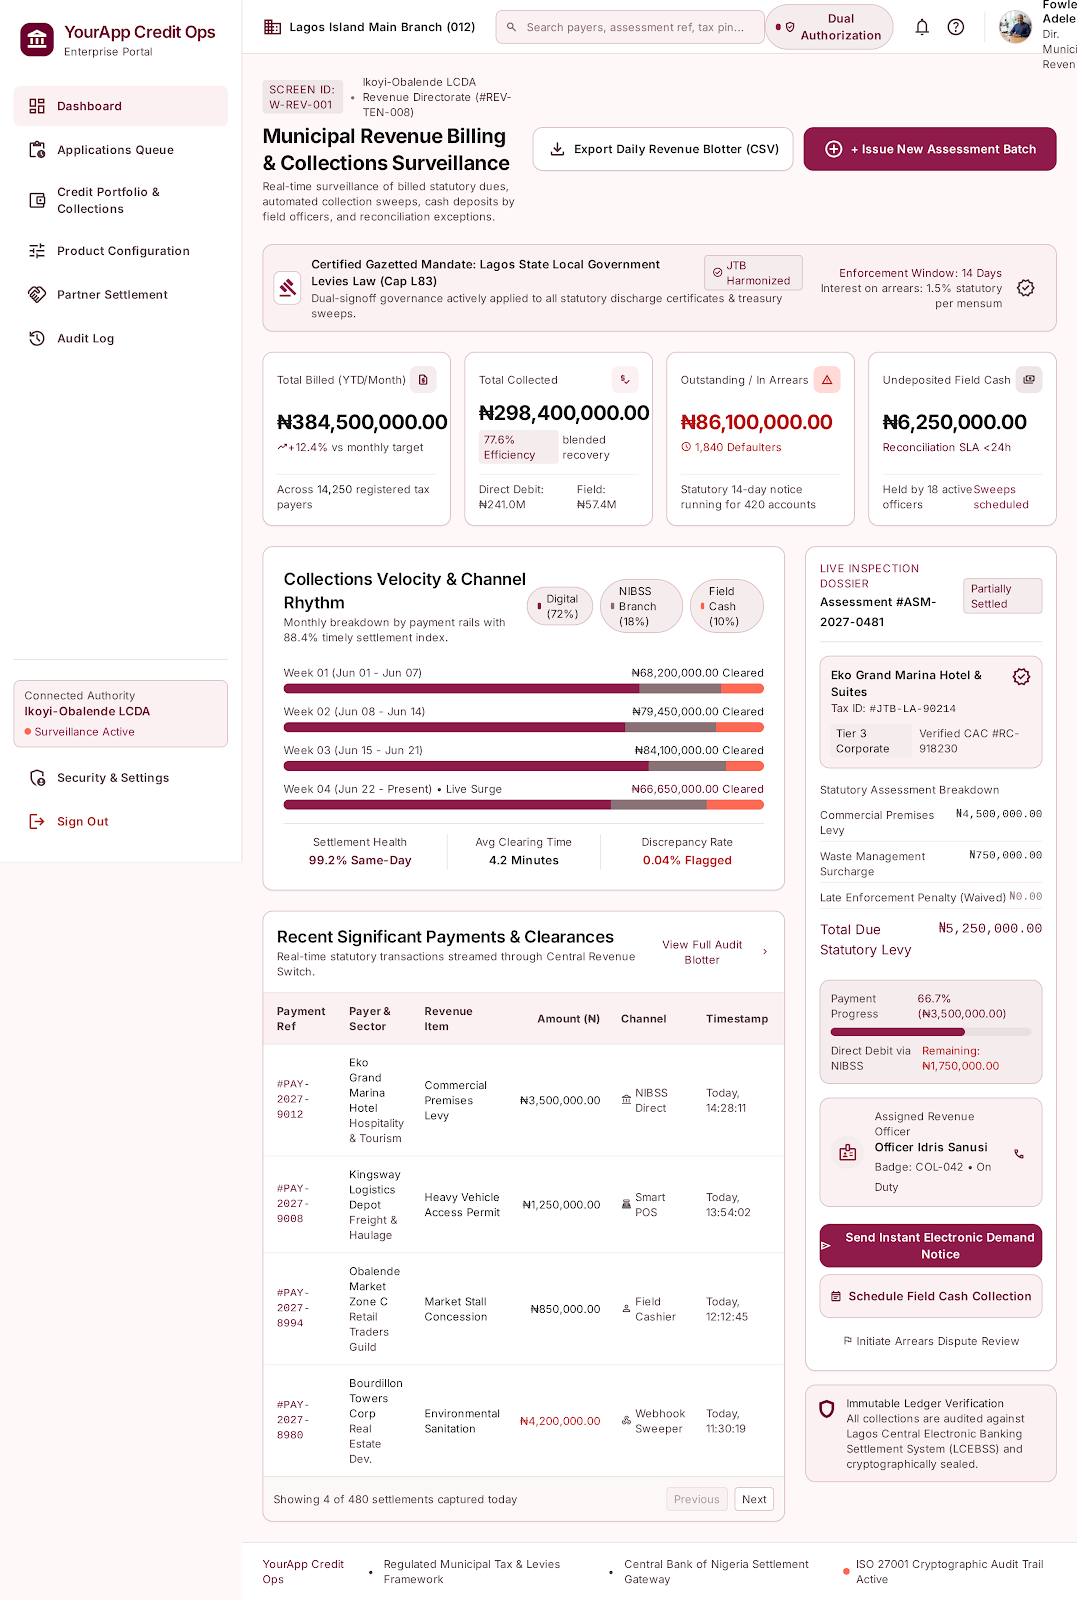 YourApp Credit Ops
Enterprise Portal
Dashboard
Applications Queue
Credit Portfolio &
Collections
Product Configuration
Partner Settlement
Audit Log
Connected Authority
Ikoyi-Obalende LCDA
Surveillance Active
Security & Settings
Sign Out
Lagos Island Main Branch (012)
Search payers, assessment ref, tax pin...
Dual
Authorization
Fowle
Adele
Dir.
Munici
Reven
SCREEN ID:
W-REV-001
•
Ikoyi-Obalende LCDA
Revenue Directorate (#REV-
TEN-008)
Municipal Revenue Billing
& Collections Surveillance
Real-time surveillance of billed statutory dues,
automated collection sweeps, cash deposits by
field officers, and reconciliation exceptions.
Export Daily Revenue Blotter (CSV)
+ Issue New Assessment Batch
Certified Gazetted Mandate: Lagos State Local Government
Levies Law (Cap L83)
JTB
Harmonized
Dual-signoff governance actively applied to all statutory discharge certificates & treasury
sweeps.
Enforcement Window: 14 Days
Interest on arrears: 1.5% statutory
per mensum
Total Billed (YTD/Month)
₦384,500,000.00
+12.4% vs monthly target
Across 14,250 registered tax
payers
Total Collected
₦298,400,000.00
77.6%
Efficiency
blended
recovery
Direct Debit:
₦241.0M
Field:
₦57.4M
Outstanding / In Arrears
₦86,100,000.00
1,840 Defaulters
Statutory 14-day notice
running for 420 accounts
Undeposited Field Cash
₦6,250,000.00
Reconciliation SLA <24h
Held by 18 active
officers
Sweeps
scheduled
Collections Velocity & Channel
Rhythm
Monthly breakdown by payment rails with
88.4% timely settlement index.
Digital
(72%)
NIBSS
Branch
(18%)
Field
Cash
(10%)
Week 01 (Jun 01 - Jun 07)
₦68,200,000.00 Cleared
Week 02 (Jun 08 - Jun 14)
₦79,450,000.00 Cleared
Week 03 (Jun 15 - Jun 21)
₦84,100,000.00 Cleared
Week 04 (Jun 22 - Present) • Live Surge
₦66,650,000.00 Cleared
Settlement Health
99.2% Same-Day
Avg Clearing Time
4.2 Minutes
Discrepancy Rate
0.04% Flagged
Recent Significant Payments & Clearances
Real-time statutory transactions streamed through Central Revenue
Switch.
View Full Audit
Blotter
Payment
Ref
Payer &
Sector
Revenue
Item
Amount (₦)
Channel
Timestamp
#PAY-
2027-
9012
Eko
Grand
Marina
Hotel
Hospitality
& Tourism
Commercial
Premises
Levy
₦3,500,000.00
NIBSS
Direct
Today,
14:28:11
#PAY-
2027-
9008
Kingsway
Logistics
Depot
Freight &
Haulage
Heavy Vehicle
Access Permit
₦1,250,000.00
Smart
POS
Today,
13:54:02
#PAY-
2027-
8994
Obalende
Market
Zone C
Retail
Traders
Guild
Market Stall
Concession
₦850,000.00
Field
Cashier
Today,
12:12:45
#PAY-
2027-
8980
Bourdillon
Towers
Corp
Real
Estate
Dev.
Environmental
Sanitation
₦4,200,000.00
Webhook
Sweeper
Today,
11:30:19
Showing 4 of 480 settlements captured today
Previous
Next
LIVE INSPECTION
DOSSIER
Assessment #ASM-
2027-0481
Partially
Settled
Eko Grand Marina Hotel &
Suites
Tax ID: #JTB-LA-90214
Tier 3
Corporate
Verified CAC #RC-
918230
Statutory Assessment Breakdown
Commercial Premises
Levy
₦4,500,000.00
Waste Management
Surcharge
₦750,000.00
Late Enforcement Penalty (Waived)
₦0.00
Total Due
Statutory Levy
₦5,250,000.00
Payment
Progress
66.7%
(₦3,500,000.00)
Direct Debit via
NIBSS
Remaining:
₦1,750,000.00
Assigned Revenue
Officer
Officer Idris Sanusi
Badge: COL-042 • On
Duty
Send Instant Electronic Demand
Notice
Schedule Field Cash Collection
Initiate Arrears Dispute Review
Immutable Ledger Verification
All collections are audited against
Lagos Central Electronic Banking
Settlement System (LCEBSS) and
cryptographically sealed.
YourApp Credit
Ops
•
Regulated Municipal Tax & Levies
Framework
•
Central Bank of Nigeria Settlement
Gateway
ISO 27001 Cryptographic Audit Trail
Active